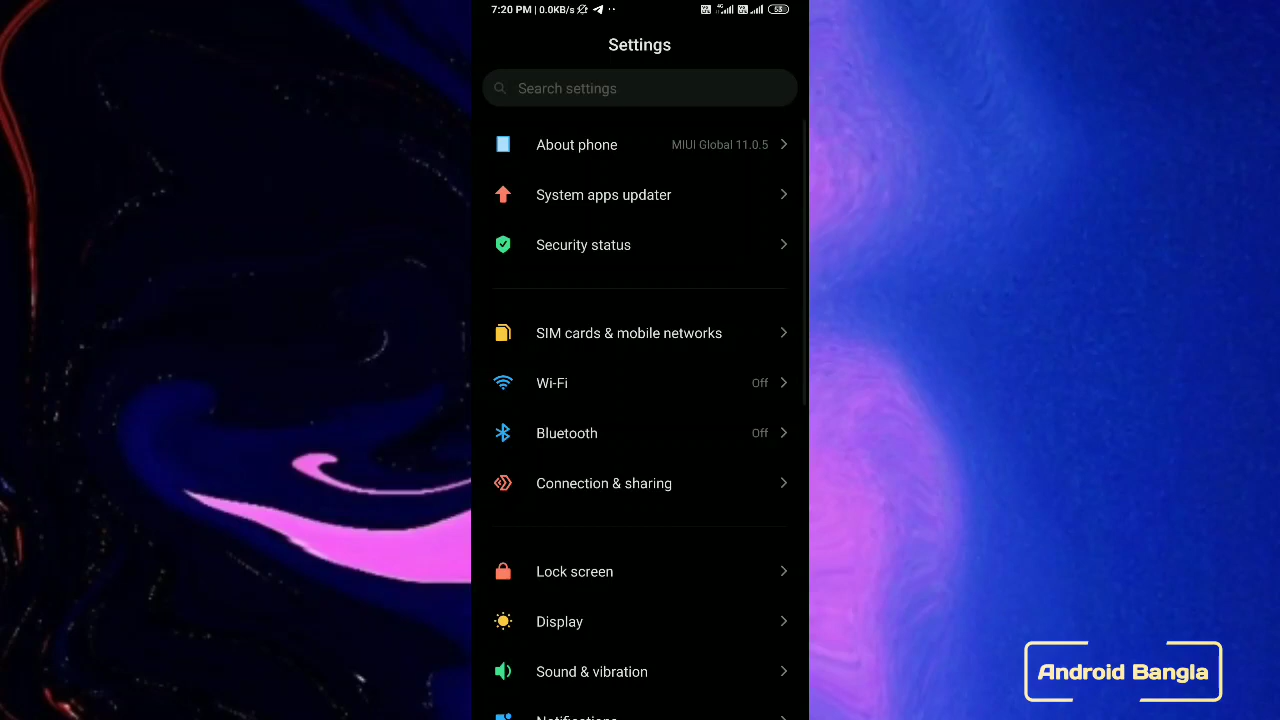 7:20 PM | 0.0KB/s
58
Settings
Search settings
About phone MIUI Global 11.0.5
System apps updater
Security status
SIM cards & mobile networks
Wi-Fi Off
Bluetooth Off
Connection & sharing
Lock screen
Display
Sound & vibration
Notifications
Android Bangla